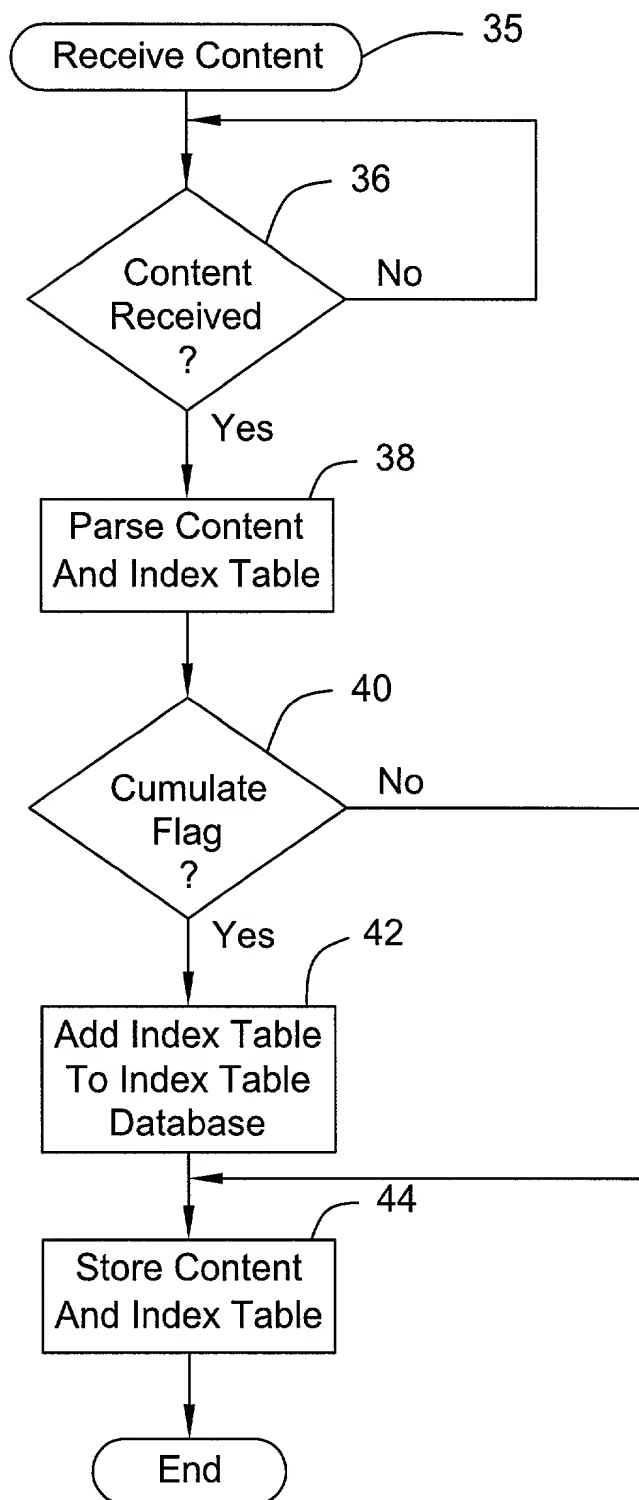 Receive Content
35
36
Content
Received
?
No
Yes
38
Parse Content
And Index Table
40
Cumulate
Flag
?
No
Yes
42
Add Index Table
To Index Table
Database
44
Store Content
And Index Table
End